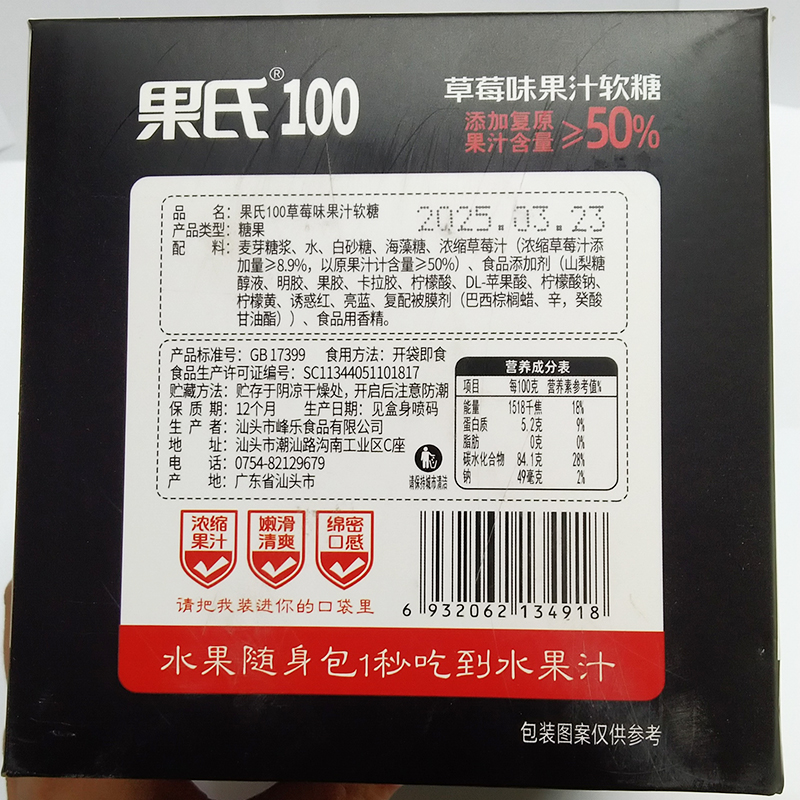 果氏®100
草莓味果汁软糖
添加复原
果汁含量 ≥50%
品 名：果氏100草莓味果汁软糖
2025.03.23
产品类型：糖果
配 料：麦芽糖浆、水、白砂糖、海藻糖、浓缩草莓汁（浓缩草莓汁添
加量≥8.9%，以原果汁计含量≥50%）、食品添加剂（山梨糖
醇液、明胶、果胶、卡拉胶、柠檬酸、DL-苹果酸、柠檬酸钠、
柠檬黄、诱惑红、亮蓝、复配被膜剂（巴西棕榈蜡、辛，癸酸
甘油酯））、食品用香精。
产品标准号：GB 17399 食用方法：开袋即食
食品生产许可证编号：SC11344051101817
贮藏方法：贮存于阴凉干燥处，开启后注意防潮
保 质 期：12个月 生产日期：见盒身喷码
生 产 者：汕头市峰乐食品有限公司
地 址：汕头市潮汕路沟南工业区C座
电 话：0754-82129679
产 地：广东省汕头市
请保持城市清洁
营养成分表
项目 每100克 营养素参考值%
能量 1518千焦 18%
蛋白质 5.2克 9%
脂肪 0克 0%
碳水化合物 84.1克 28%
钠 49毫克 2%
浓缩
果汁
嫩滑
清爽
绵密
口感
请把我装进你的口袋里
6 932062 134918
水果随身包1秒吃到水果汁
包装图案仅供参考